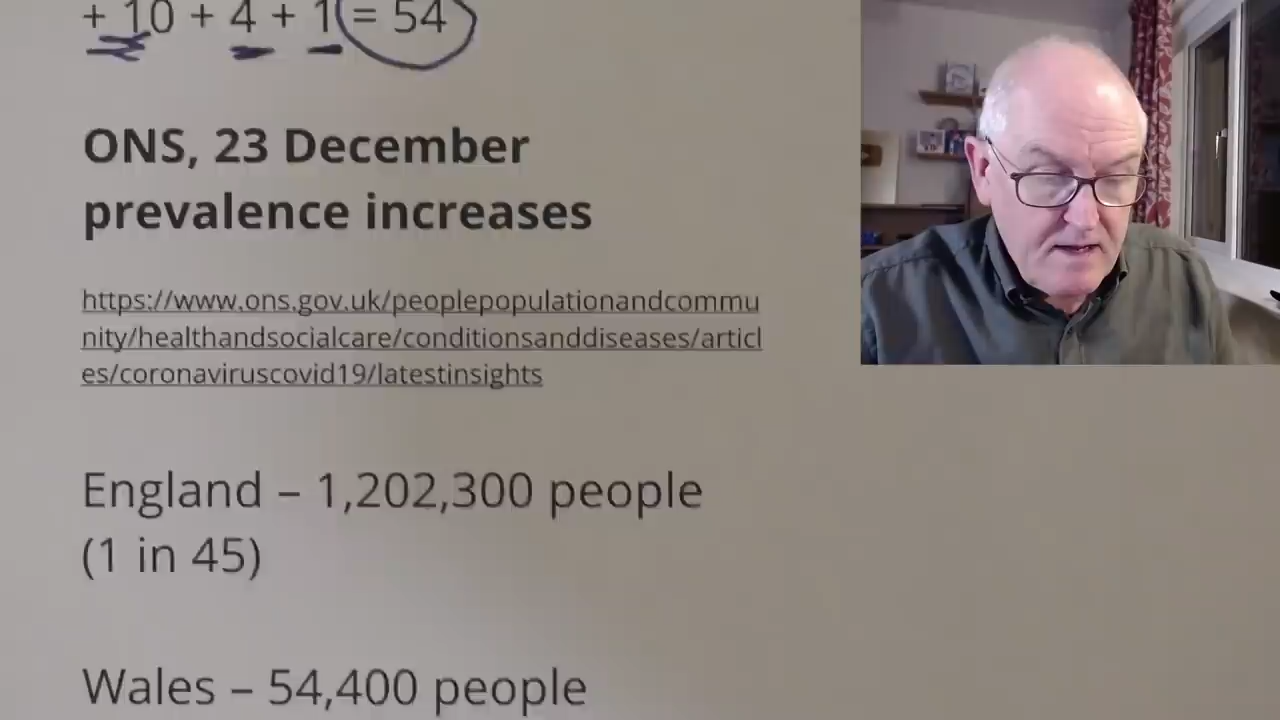 + 10 + 4 + 1 = 54
ONS, 23 December
prevalence increases
https://www.ons.gov.uk/peoplepopulationandcommu
nity/healthandsocialcare/conditionsanddiseases/articl
es/coronaviruscovid19/latestinsights
England – 1,202,300 people
(1 in 45)
Wales – 54,400 people